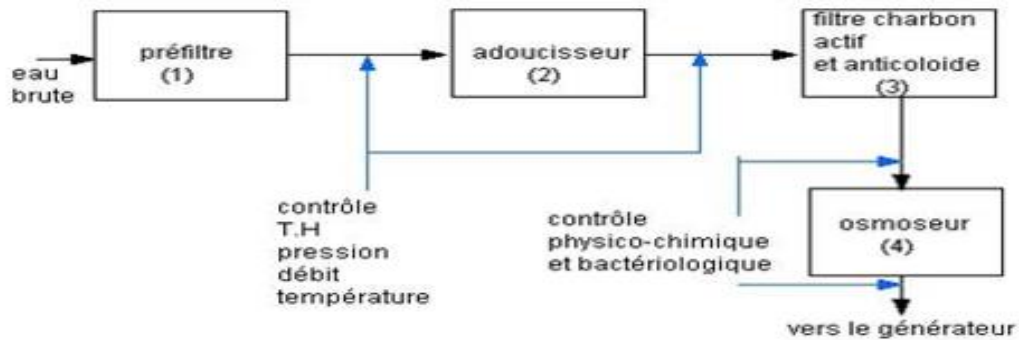 eau
brute
préfiltre
(1)
adoucisseur
(2)
filtre charbon
actif
et anticoloide
(3)
contrôle
T.H
pression
débit
température
contrôle
physico-chimique
et bactériologique
osmoseur
(4)
vers le générateur